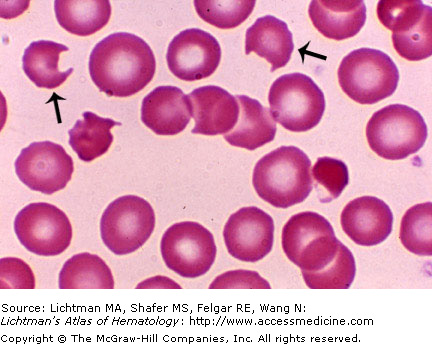 Source: Lichtman MA, Shafer MS, Felgar RE, Wang N:
Lichtman's Atlas of Hematology: http://www.accessmedicine.com
Copyright © The McGraw-Hill Companies, Inc. All rights reserved.